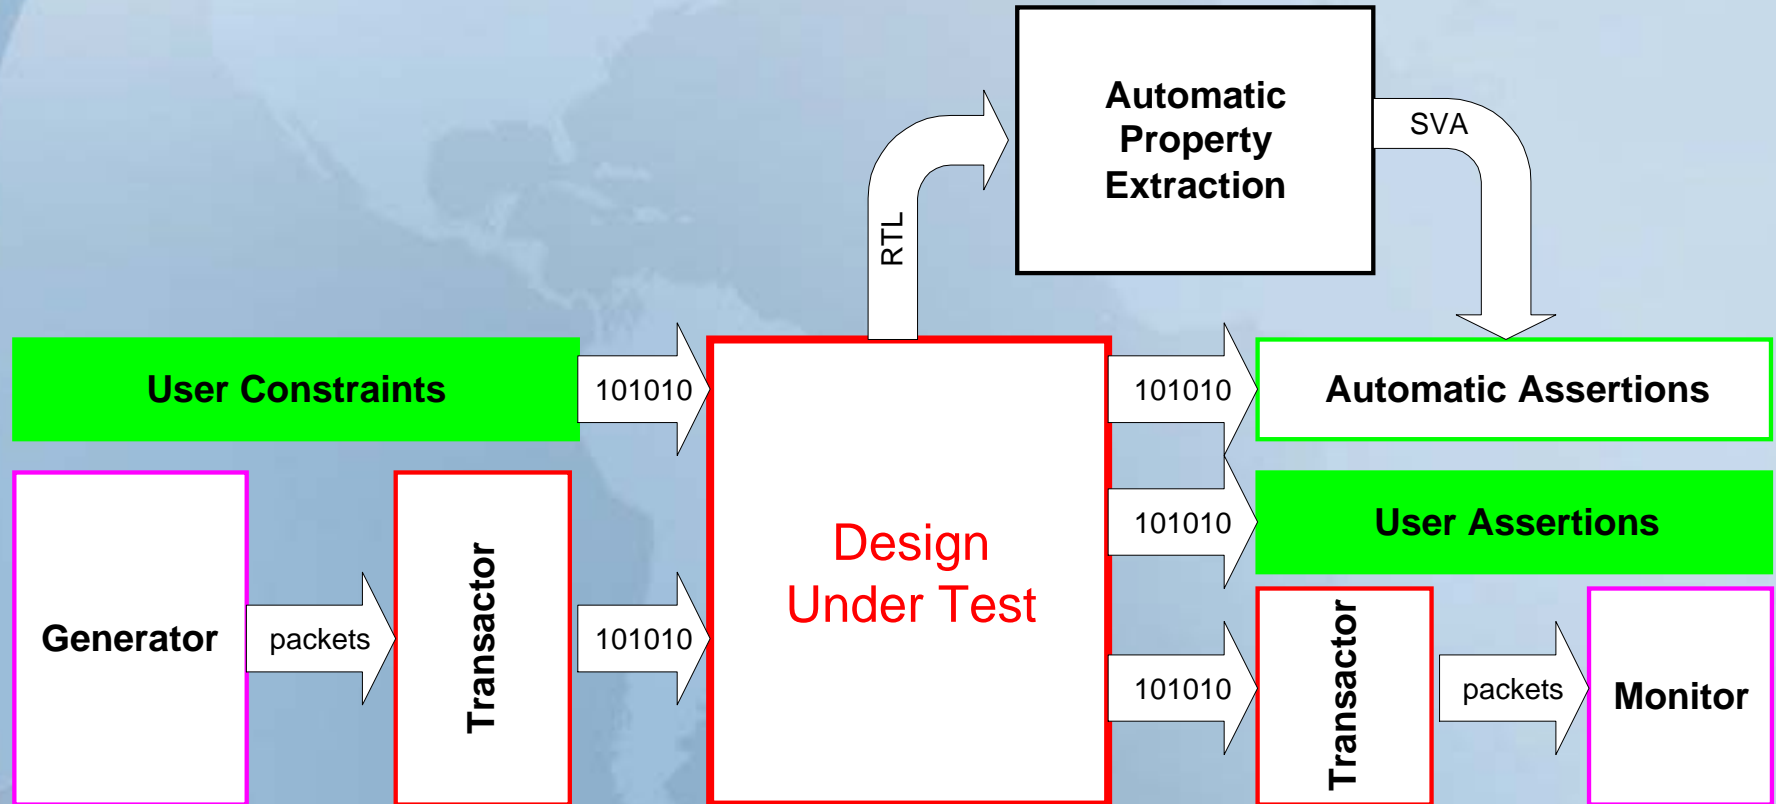 Automatic
Property
Extraction
SVA
RTL
User Constraints
101010
101010
Automatic Assertions
101010
User Assertions
Generator
packets
Transactor
101010
Design
Under Test
101010
Transactor
packets
Monitor